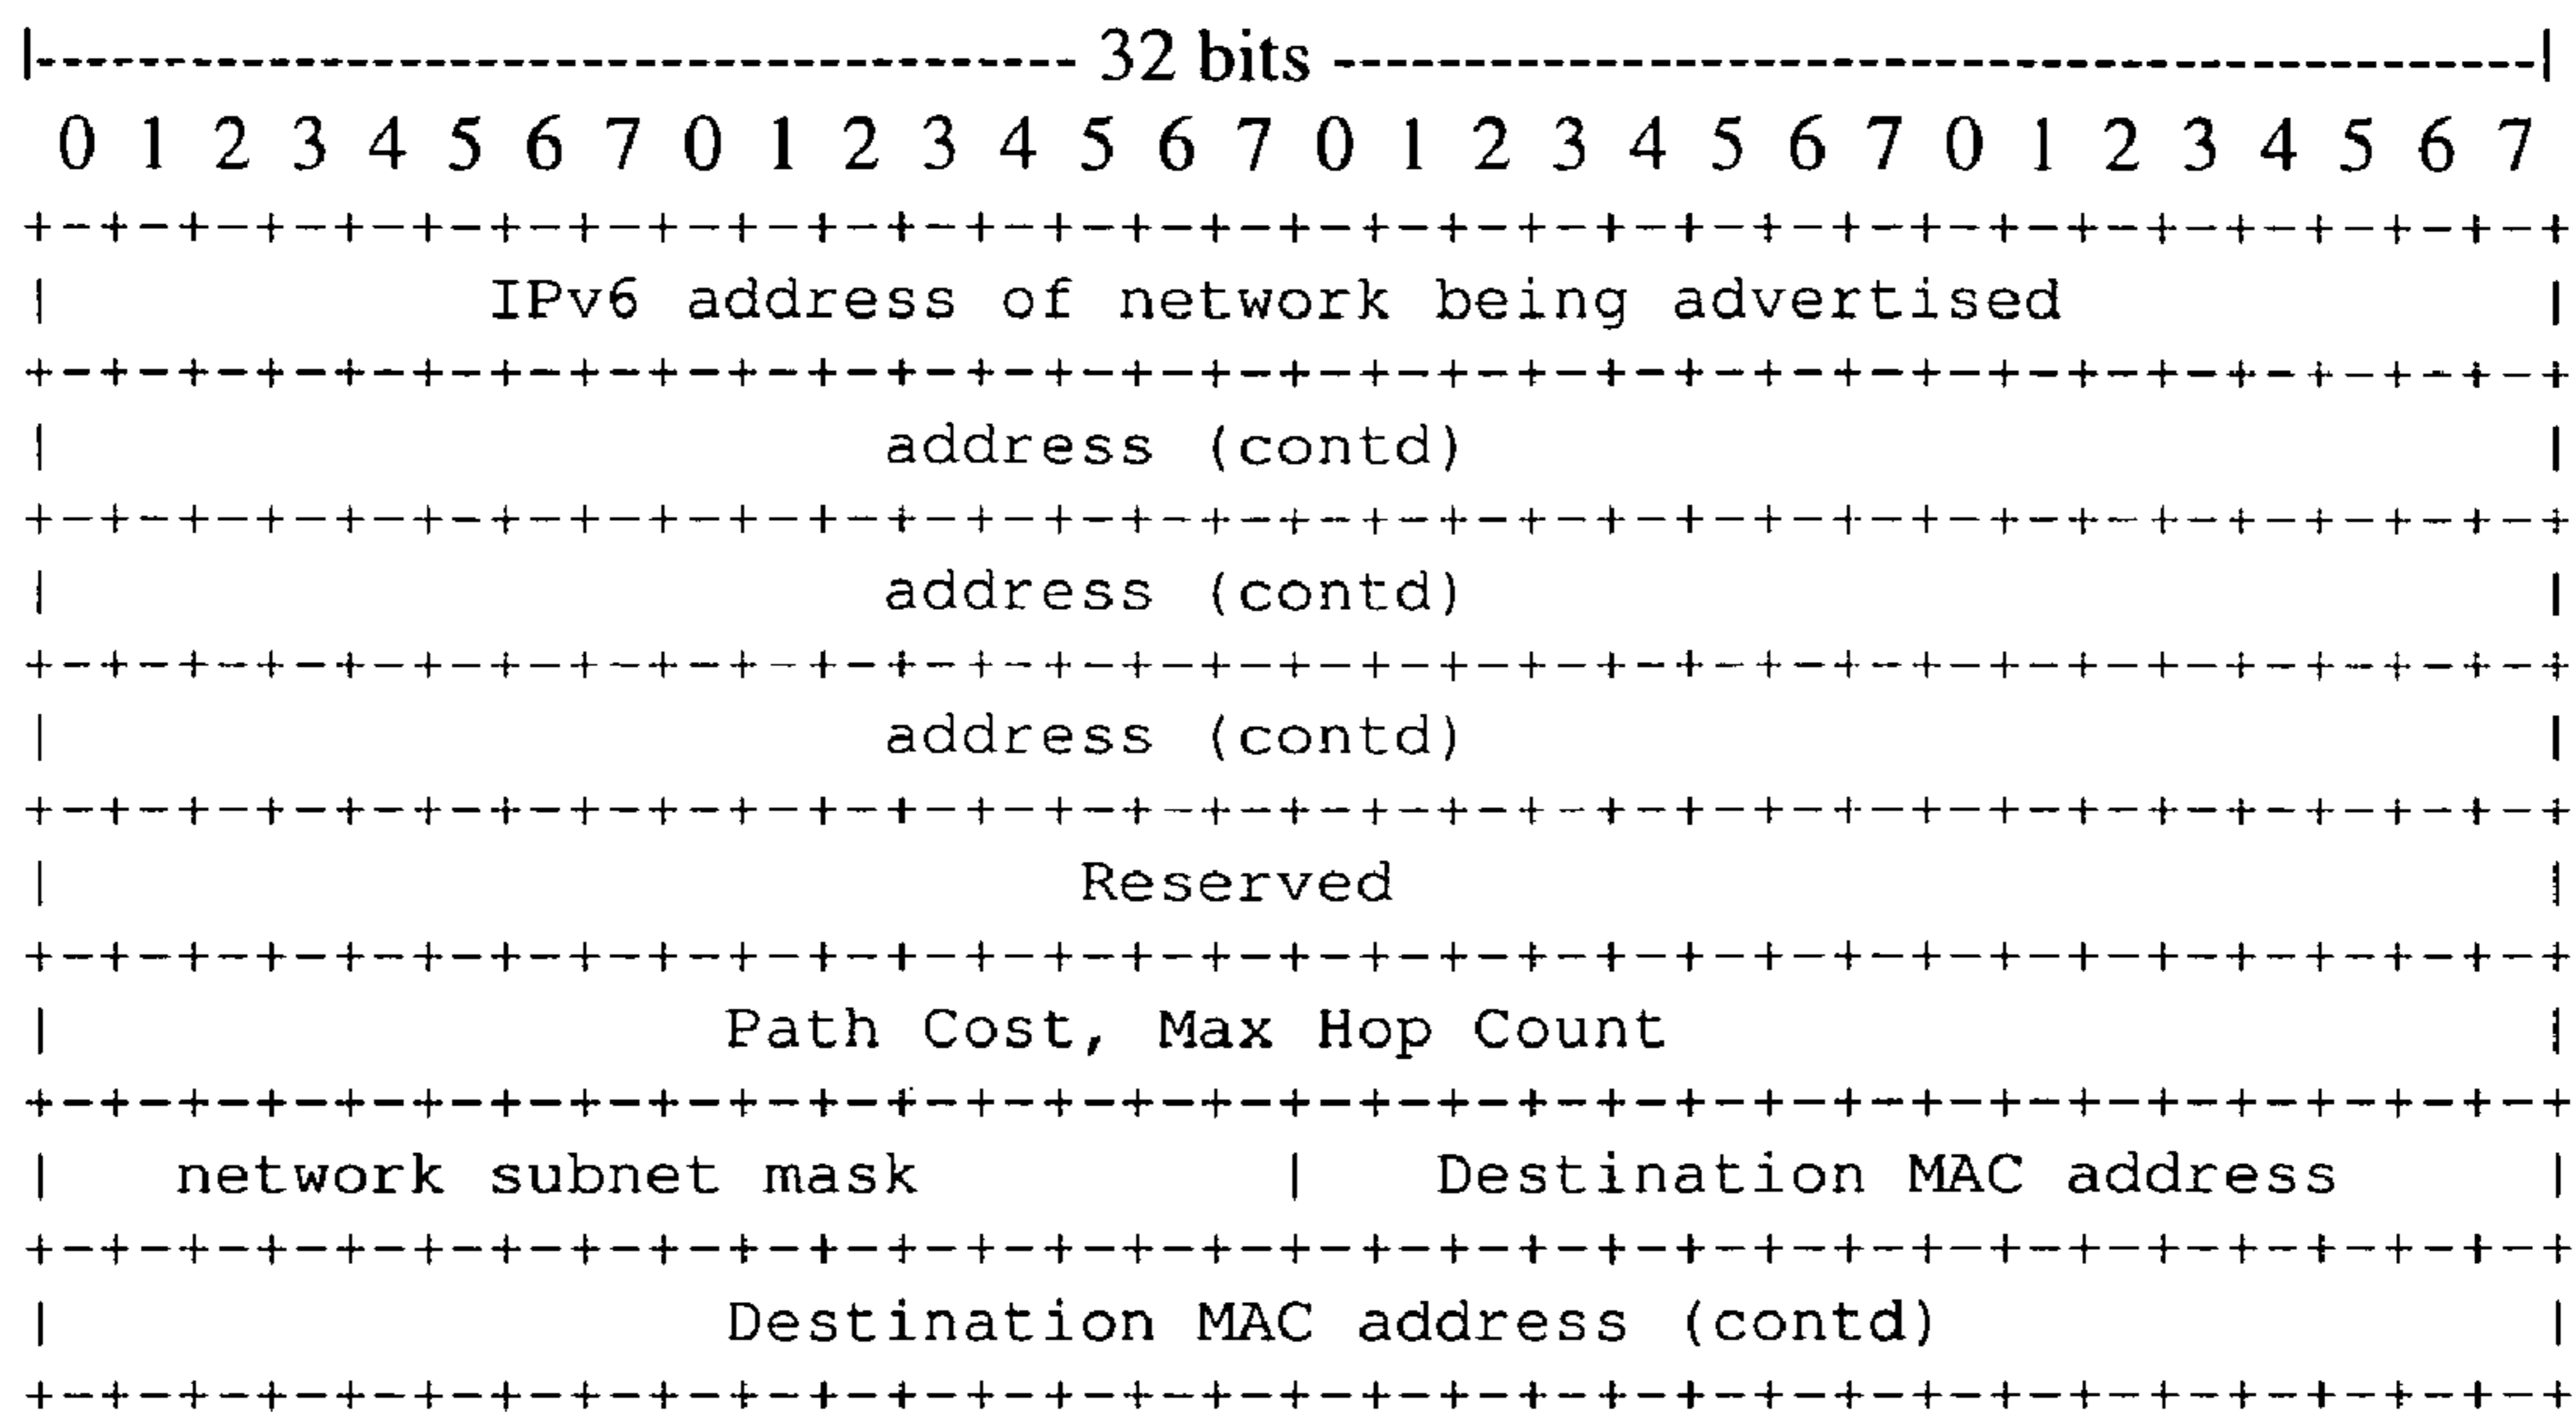 |---------------------------------------- 32 bits ----------------------------------------------|
0 1 2 3 4 5 6 7 0 1 2 3 4 5 6 7 0 1 2 3 4 5 6 7 0 1 2 3 4 5 6 7
+-+-+-+-+-+-+-+-+-+-+-+-+-+-+-+-+-+-+-+-+-+-+-+-+-+-+-+-+-+-+-+-+
| IPv6 address of network being advertised |
+-+-+-+-+-+-+-+-+-+-+-+-+-+-+-+-+-+-+-+-+-+-+-+-+-+-+-+-+-+-+-+-+
| address (contd) |
+-+-+-+-+-+-+-+-+-+-+-+-+-+-+-+-+-+-+-+-+-+-+-+-+-+-+-+-+-+-+-+-+
| address (contd) |
+-+-+-+-+-+-+-+-+-+-+-+-+-+-+-+-+-+-+-+-+-+-+-+-+-+-+-+-+-+-+-+-+
| address (contd) |
+-+-+-+-+-+-+-+-+-+-+-+-+-+-+-+-+-+-+-+-+-+-+-+-+-+-+-+-+-+-+-+-+
| Reserved |
+-+-+-+-+-+-+-+-+-+-+-+-+-+-+-+-+-+-+-+-+-+-+-+-+-+-+-+-+-+-+-+-+
| Path Cost, Max Hop Count |
+-+-+-+-+-+-+-+-+-+-+-+-+-+-+-+-+-+-+-+-+-+-+-+-+-+-+-+-+-+-+-+-+
| network subnet mask | Destination MAC address |
+-+-+-+-+-+-+-+-+-+-+-+-+-+-+-+-+-+-+-+-+-+-+-+-+-+-+-+-+-+-+-+-+
| Destination MAC address (contd) |
+-+-+-+-+-+-+-+-+-+-+-+-+-+-+-+-+-+-+-+-+-+-+-+-+-+-+-+-+-+-+-+-+